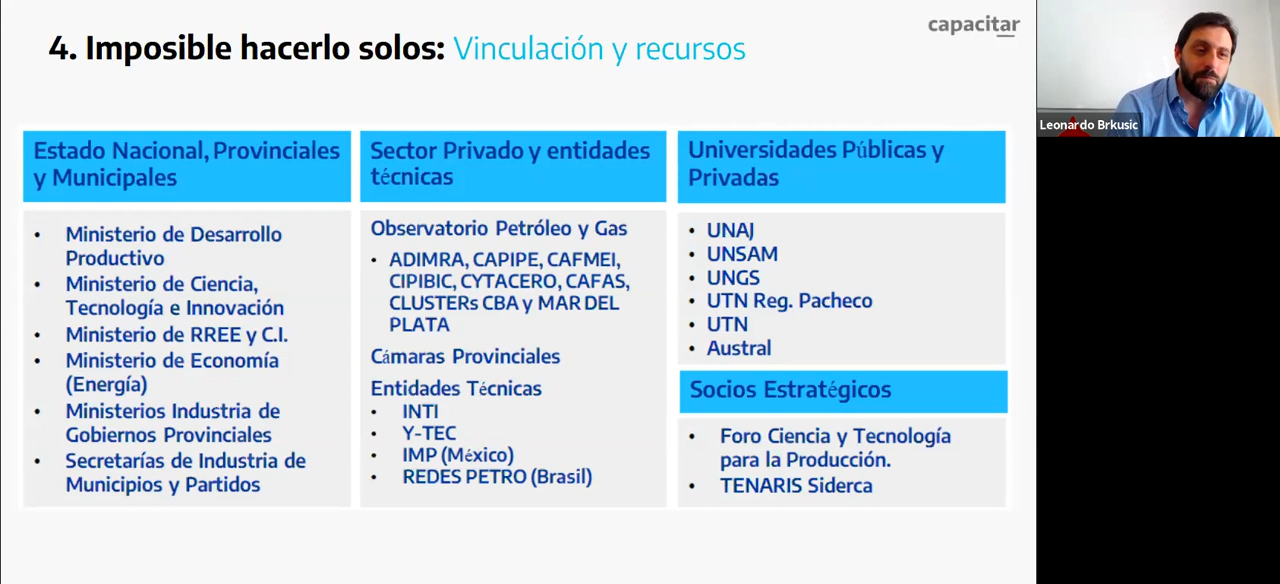 capacitar
4. Imposible hacerlo solos: Vinculación y recursos
Leonardo Brkusic
Estado Nacional, Provinciales
y Municipales
• Ministerio de Desarrollo
Productivo
• Ministerio de Ciencia,
Tecnología e Innovación
• Ministerio de RREE y C.I.
• Ministerio de Economía
(Energía)
• Ministerios Industria de
Gobiernos Provinciales
• Secretarías de Industria de
Municipios y Partidos
Sector Privado y entidades
técnicas
Observatorio Petróleo y Gas
• ADIMRA, CAPIPE, CAFMEI,
CIPIBIC, CYTACERO, CAFAS,
CLUSTERs CBA y MAR DEL
PLATA
Cámaras Provinciales
Entidades Técnicas
• INTI
• Y-TEC
• IMP (México)
• REDES PETRO (Brasil)
Universidades Públicas y
Privadas
• UNAJ
• UNSAM
• UNGS
• UTN Reg. Pacheco
• UTN
• Austral
Socios Estratégicos
• Foro Ciencia y Tecnología
para la Producción.
• TENARIS Siderca